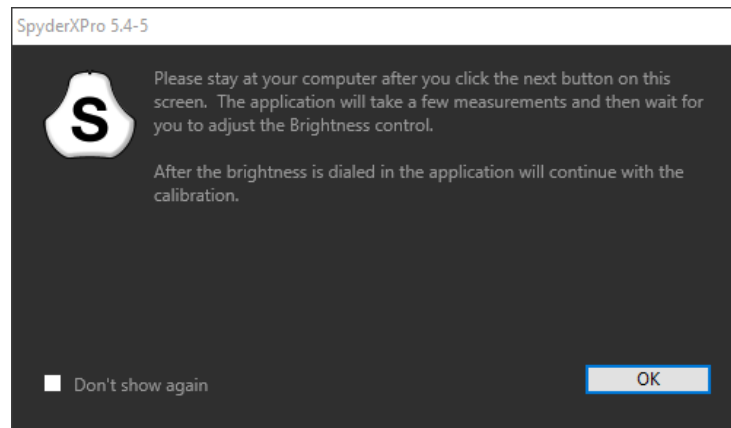 SpyderXPro 5.4-5
Please stay at your computer after you click the next button on this
screen.  The application will take a few measurements and then wait for
you to adjust the Brightness control.
After the brightness is dialed in the application will continue with the
calibration.
S
Don't show again
OK